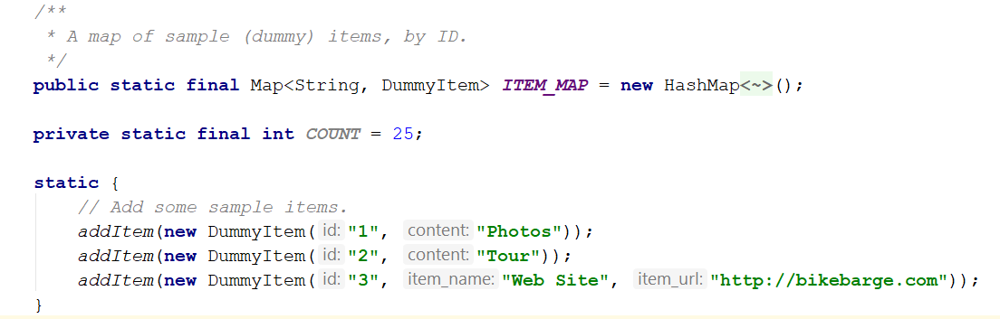 /**
* A map of sample (dummy) items, by ID.
*/
public static final Map<String, DummyItem> ITEM_MAP = new HashMap<~>();
private static final int COUNT = 25;
static {
// Add some sample items.
addItem(new DummyItem( id: "1", content: "Photos"));
addItem(new DummyItem( id: "2", content: "Tour"));
addItem(new DummyItem( id: "3", item_name: "Web Site", item_url: "http://bikebarge.com"));
}